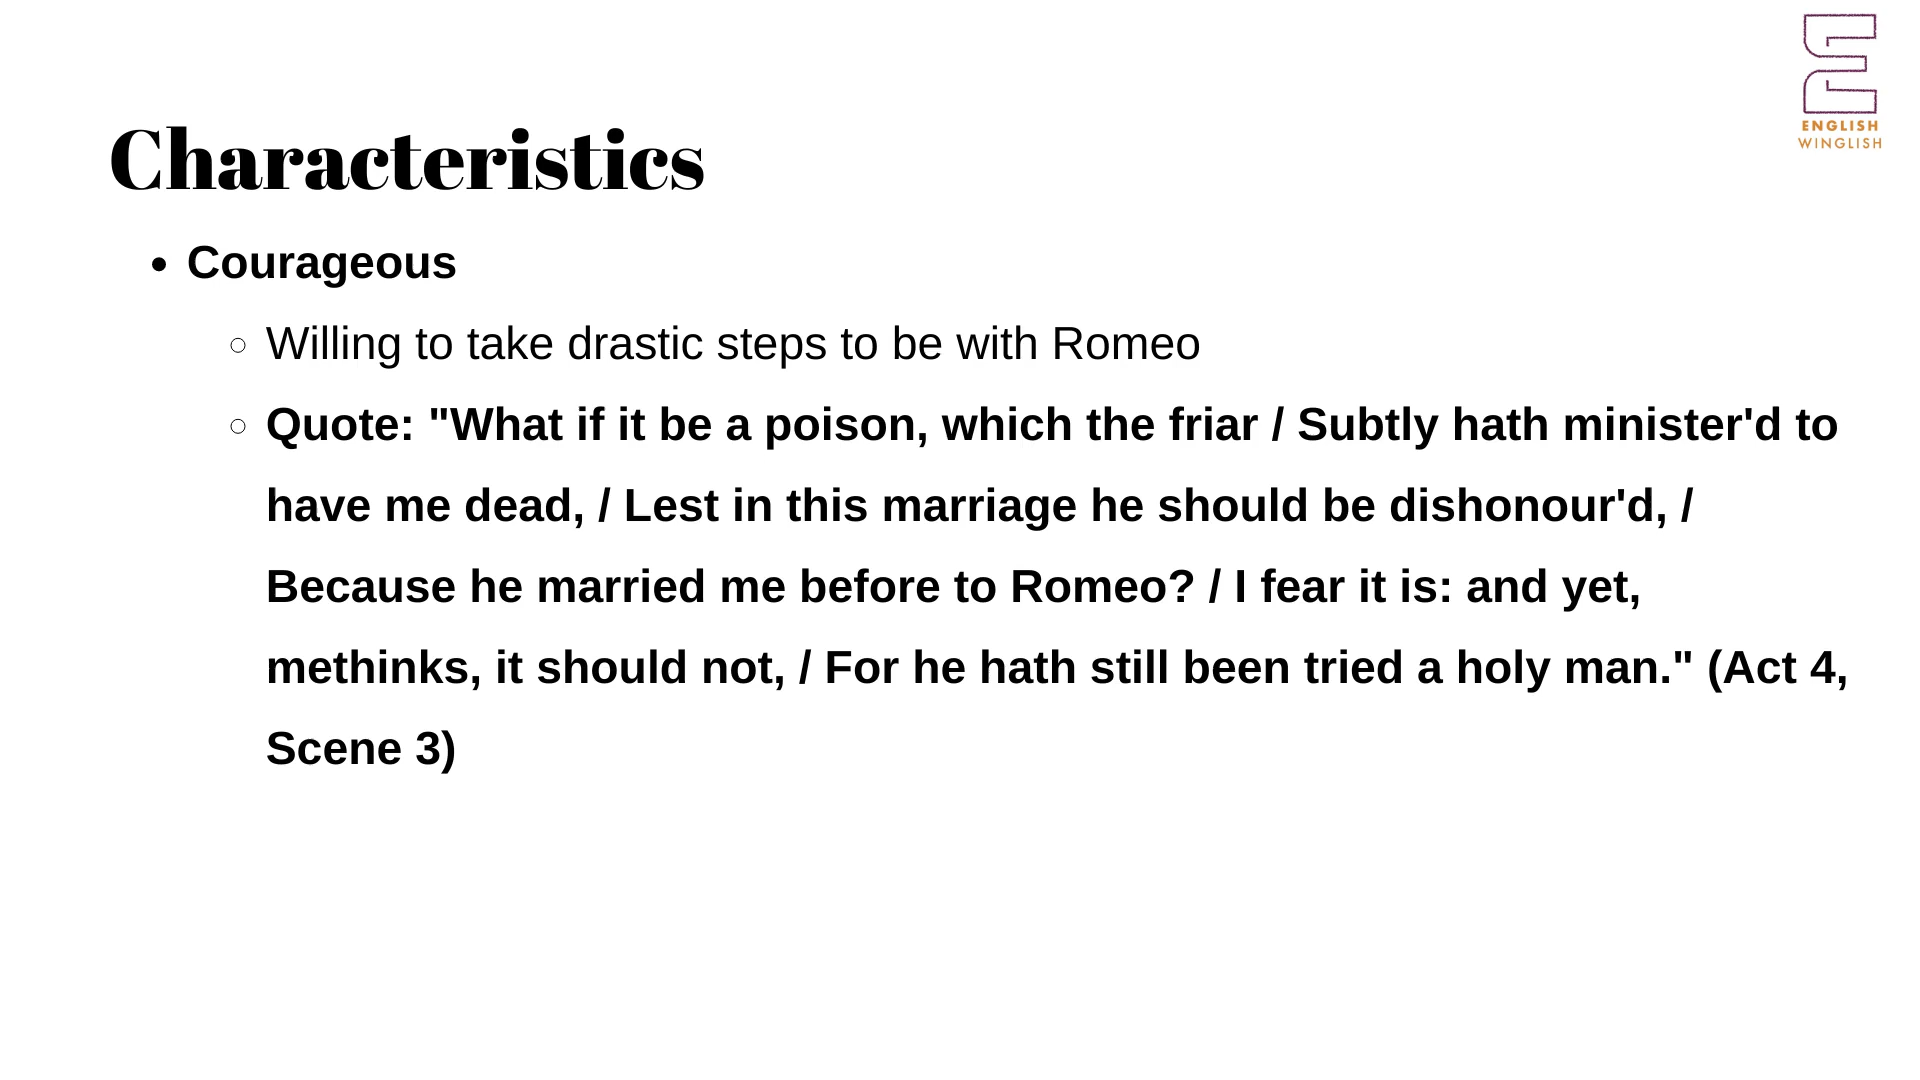 ENGLISH
WINGLISH
Characteristics
• Courageous
◦ Willing to take drastic steps to be with Romeo
◦ Quote: "What if it be a poison, which the friar / Subtly hath minister'd to
have me dead, / Lest in this marriage he should be dishonour'd, /
Because he married me before to Romeo? / I fear it is: and yet,
methinks, it should not, / For he hath still been tried a holy man." (Act 4,
Scene 3)